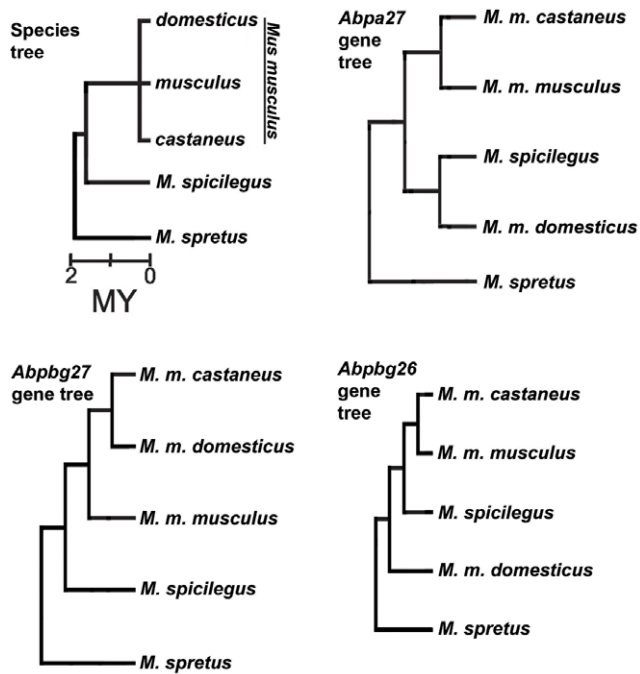 Species
tree
domesticus
musculus
castaneus
Mus musculus
M. spicilegus
M. spretus
2
0
MY
Abpa27
gene
tree
M. m. castaneus
M. m. musculus
M. spicilegus
M. m. domesticus
M. spretus
Abpbg27
gene tree
M. m. castaneus
M. m. domesticus
M. m. musculus
M. spicilegus
M. spretus
Abpbg26
gene
tree
M. m. castaneus
M. m. musculus
M. spicilegus
M. m. domesticus
M. spretus